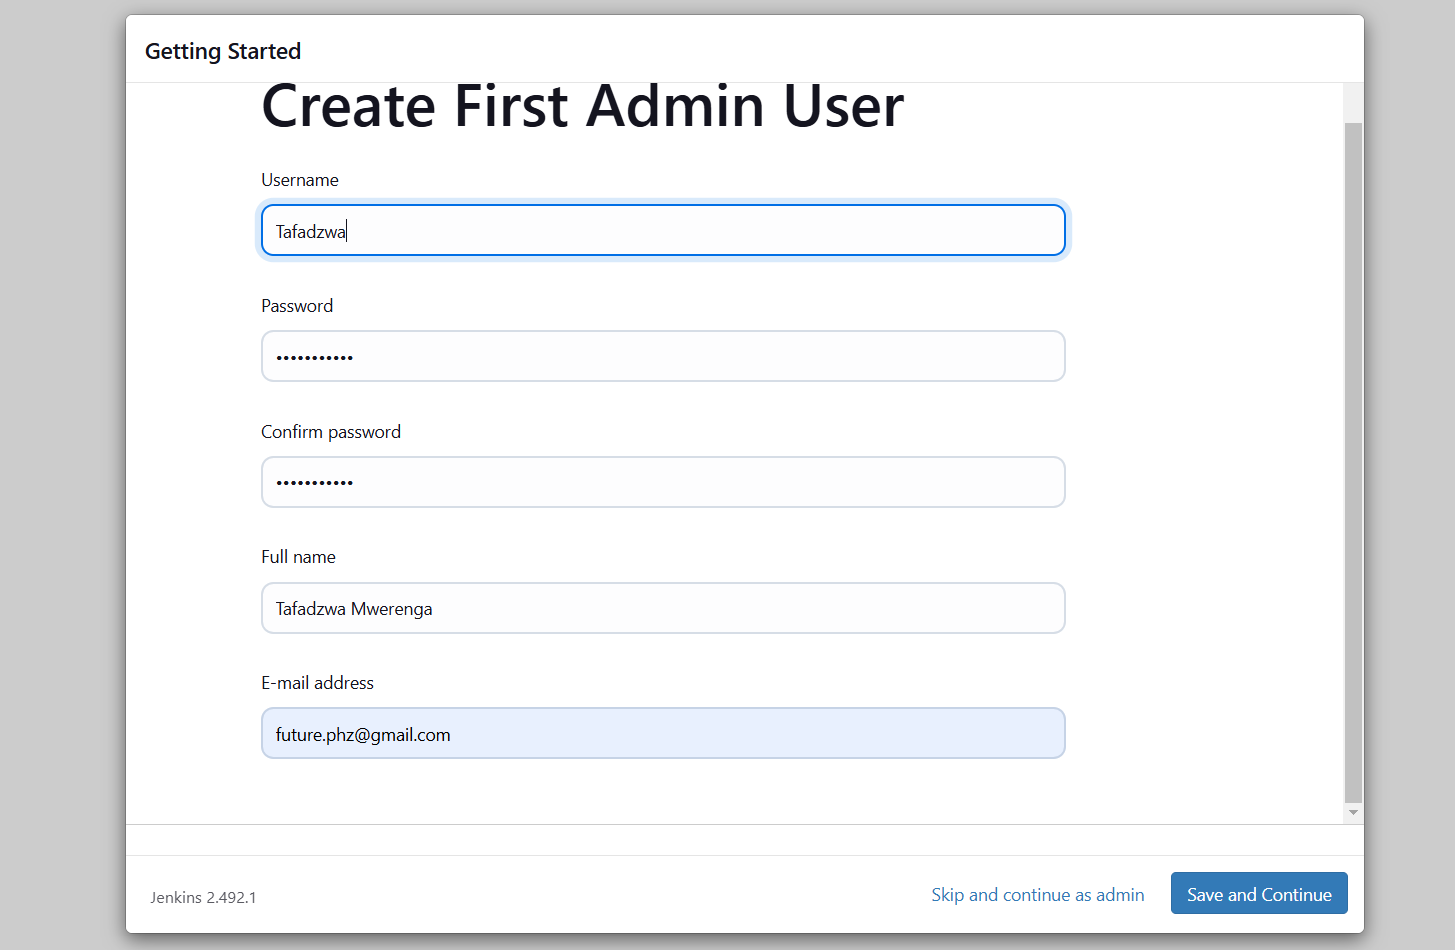 Getting Started
Create First Admin User
Username
Tafadzwa
Password
•••••••••••
Confirm password
•••••••••••
Full name
Tafadzwa Mwerenga
E-mail address
future.phz@gmail.com
Jenkins 2.492.1
Skip and continue as admin
Save and Continue